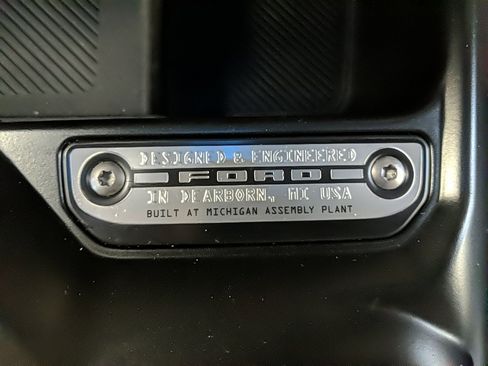 DESIGNED & ENGINEERED
FORD
IN DEARBORN, MI USA
BUILT AT MICHIGAN ASSEMBLY PLANT